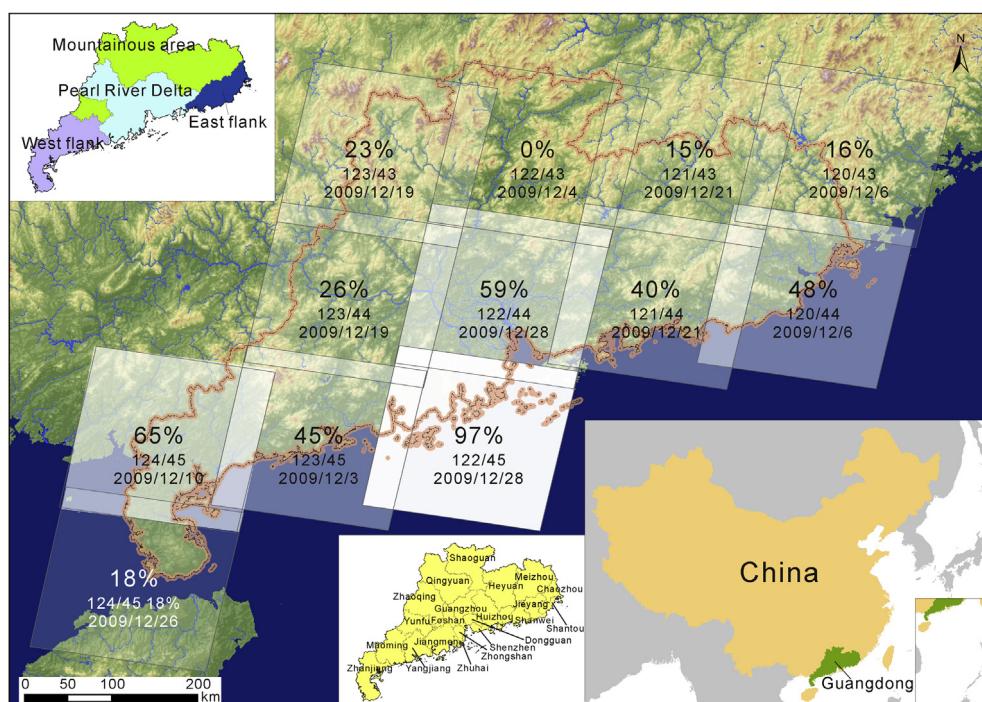 Mountainous area
Pearl River Delta
East flank
West flank
N
23%
123/43
2009/12/19
0%
122/43
2009/12/4
15%
121/43
2009/12/21
16%
120/43
2009/12/6
26%
123/44
2009/12/19
59%
122/44
2009/12/28
40%
121/44
2009/12/21
48%
120/44
2009/12/6
65%
124/45
2009/12/10
45%
123/45
2009/12/3
97%
122/45
2009/12/28
18%
124/45 18%
2009/12/26
0 50 100 200
km
Shaoguan
Qingyuan
Meizhou
Heyuan
Chaozhou
Zhaoqing
Guangzhou
Jieyang
Yunfu
Foshan
Huizhou
Shanwei
Shantou
Dongguan
Maoming
Jiangmen
Shenzhen
Zhongshan
Zhanjiang
Yangjiang
Zhuhai
China
Guangdong